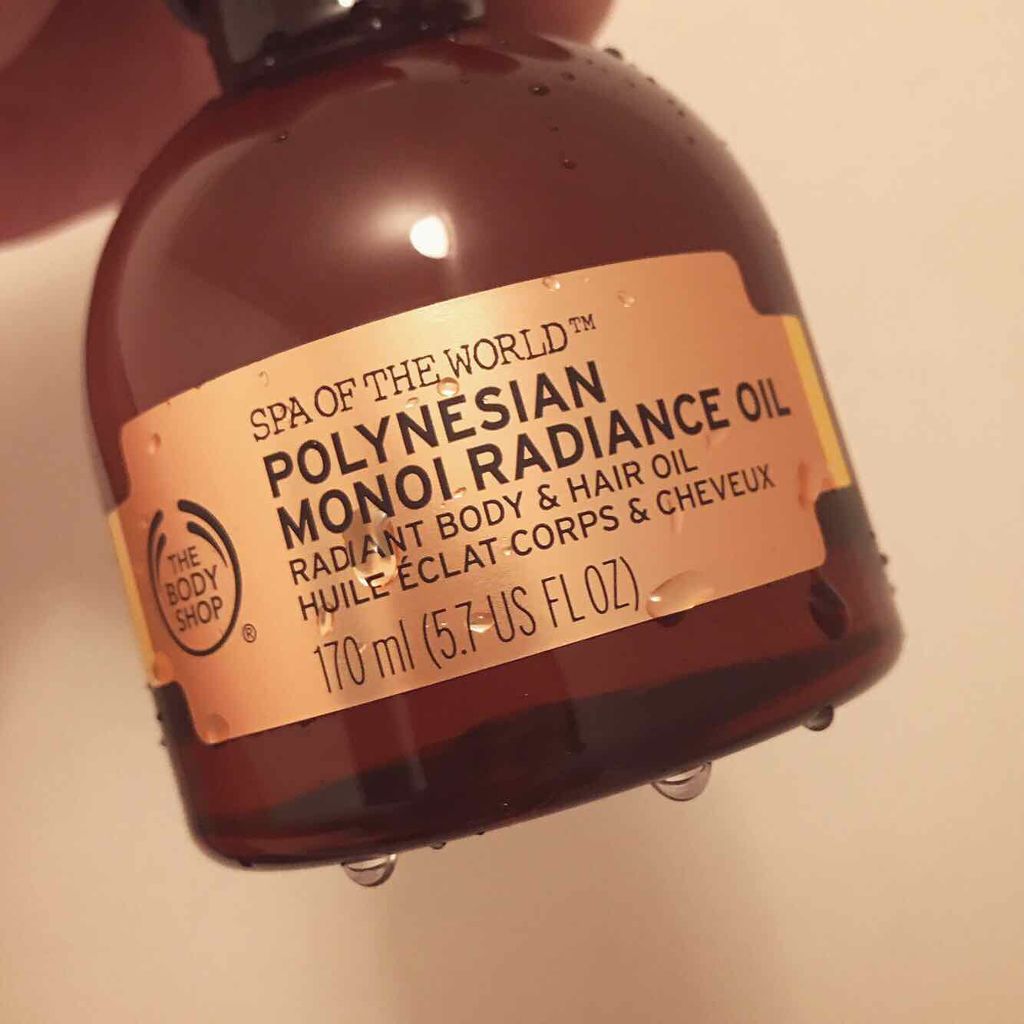 SPA OF THE WORLD™
POLYNESIAN
MONOI RADIANCE OIL
RADIANT BODY & HAIR OIL
HUILE ÉCLAT CORPS & CHEVEUX
170 ml (5.7 US FL OZ)
THE
BODY
SHOP
®